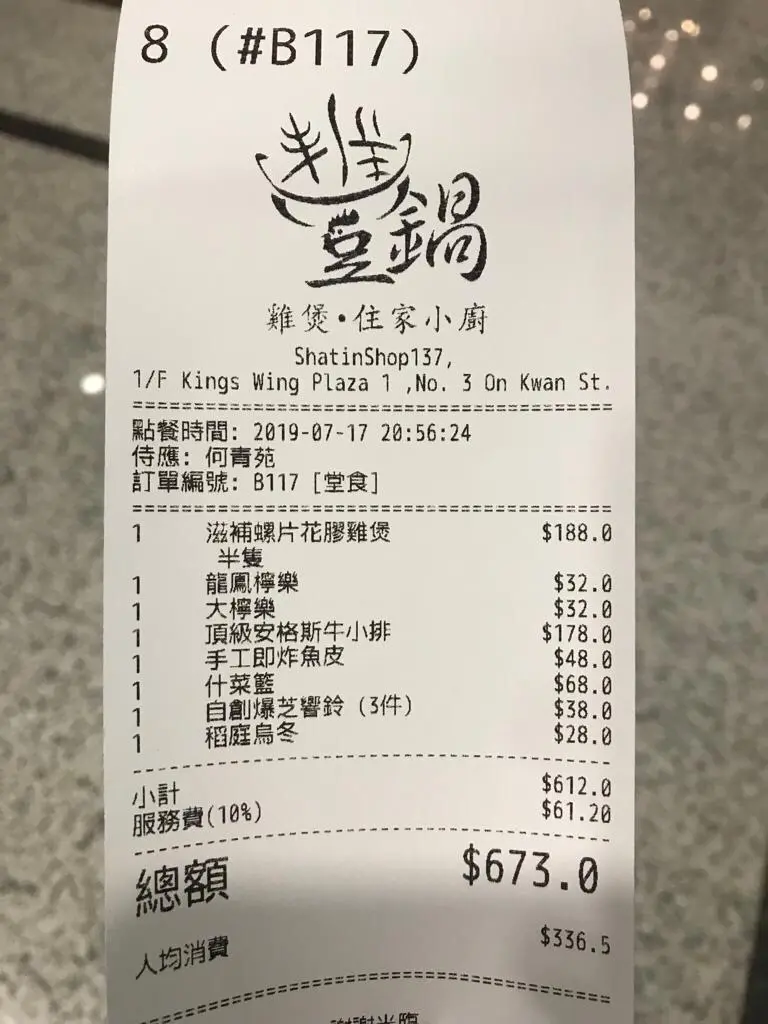 8 (#B117)
豐鍋
雞煲·住家小廚
ShatinShop137,
1/F Kings Wing Plaza 1 ,No. 3 On Kwan St.
點餐時間: 2019-07-17 20:56:24
侍應: 何青苑
訂單編號: B117 [堂食]
1 滋補螺片花膠雞煲 $188.0
半隻
1 龍鳳檸樂 $32.0
1 大檸樂 $32.0
1 頂級安格斯牛小排 $178.0
1 手工即炸魚皮 $48.0
1 什菜籃 $68.0
1 自創爆芝響鈴 (3件) $38.0
1 稻庭烏冬 $28.0
小計 $612.0
服務費(10%) $61.20
總額 $673.0
人均消費 $336.5
謝謝光臨